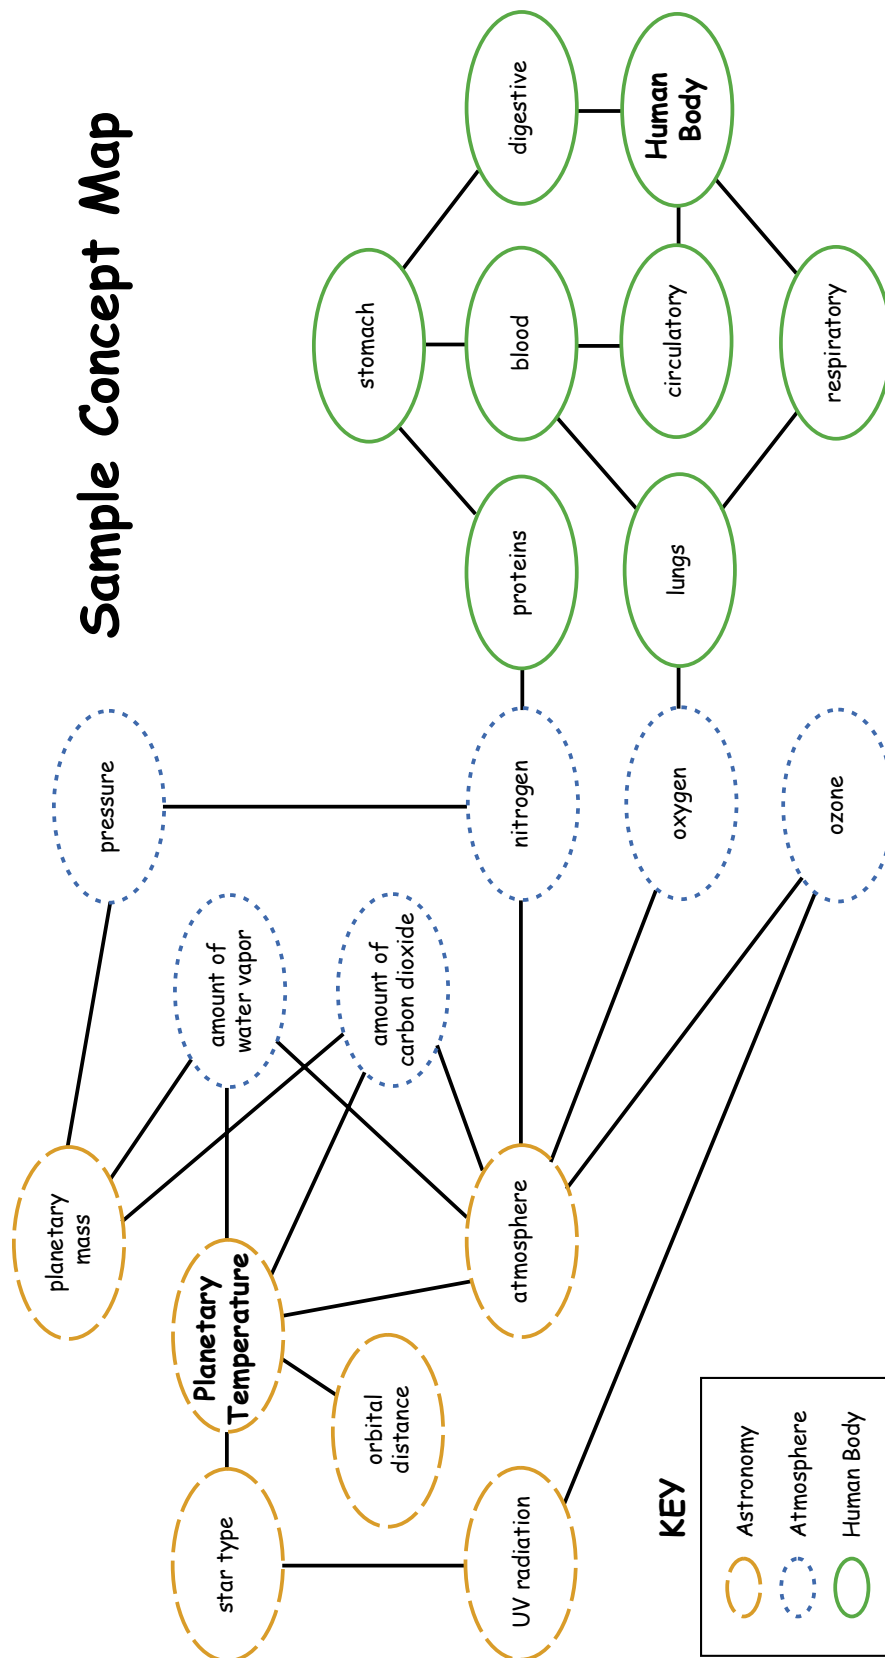 Sample Concept Map
planetary
mass
pressure
star type
Planetary
Temperature
amount of
water vapor
orbital
distance
amount of
carbon dioxide
stomach
UV radiation
atmosphere
nitrogen
proteins
blood
digestive
oxygen
lungs
circulatory
Human
Body
ozone
respiratory
KEY
Astronomy
Atmosphere
Human Body